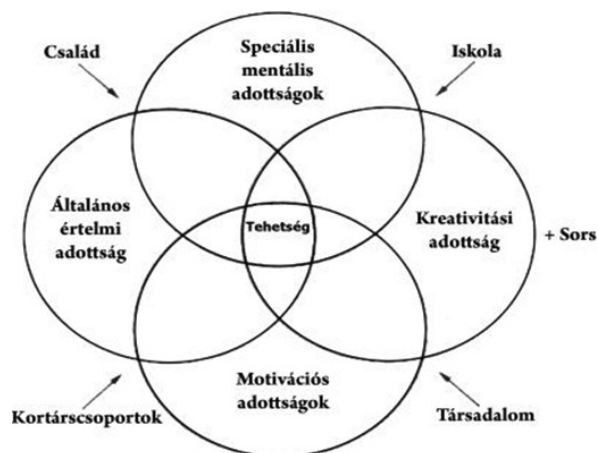 Család
Speciális
mentális
adottságok
Iskola
Általános
értelmi
adottság
Tehetség
Kreativitási
adottság
+ Sors
Motivációs
adottságok
Kortárscsoportok
Társadalom